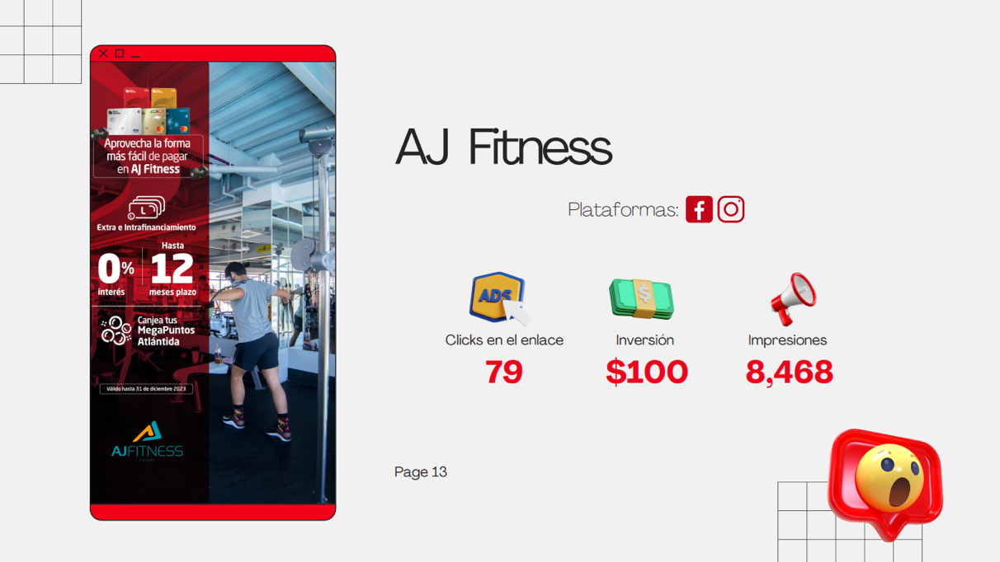 Aprovecha la forma
más fácil de pagar
en AJ Fitness
L
Extra e Intrafinanciamiento
0%
interés
Hasta
12
meses plazo
Canjea tus
MegaPuntos
Atlántida
Válido hasta 31 de diciembre 2023
AJFITNESS
AJ Fitness
Plataformas:
ADS
$
Clicks en el enlace
79
Inversión
$100
Impresiones
8,468
Page 13